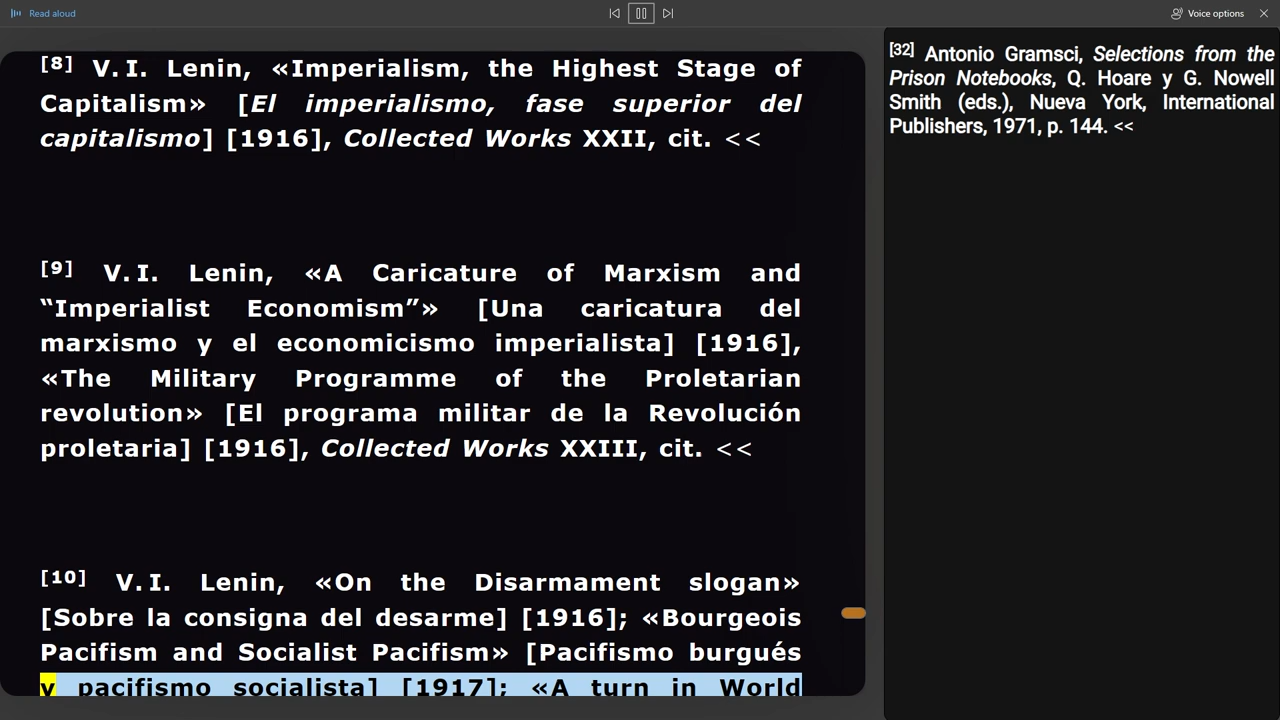 Read aloud
Voice options
[8] V. I. Lenin, «Imperialism, the Highest Stage of
Capitalism» [El imperialismo, fase superior del
capitalismo] [1916], Collected Works XXII, cit. <<
[9] V. I. Lenin, «A Caricature of Marxism and
“Imperialist Economism”» [Una caricatura del
marxismo y el economicismo imperialista] [1916],
«The Military Programme of the Proletarian
revolution» [El programa militar de la Revolución
proletaria] [1916], Collected Works XXIII, cit. <<
[10] V. I. Lenin, «On the Disarmament slogan»
[Sobre la consigna del desarme] [1916]; «Bourgeois
Pacifism and Socialist Pacifism» [Pacifismo burgués
y pacifismo socialista] [1917]; «A turn in World
[32] Antonio Gramsci, Selections from the
Prison Notebooks, Q. Hoare y G. Nowell
Smith (eds.), Nueva York, International
Publishers, 1971, p. 144. <<